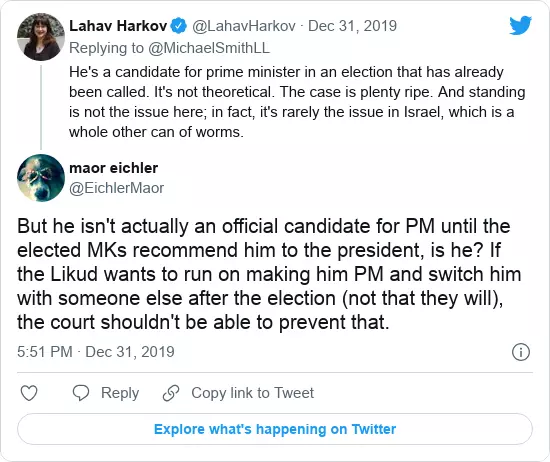 Lahav Harkov @LahavHarkov · Dec 31, 2019
Replying to @MichaelSmithLL
He's a candidate for prime minister in an election that has already
been called. It's not theoretical. The case is plenty ripe. And standing
is not the issue here; in fact, it's rarely the issue in Israel, which is a
whole other can of worms.
maor eichler
@EichlerMaor
But he isn't actually an official candidate for PM until the
elected MKs recommend him to the president, is he? If
the Likud wants to run on making him PM and switch him
with someone else after the election (not that they will),
the court shouldn't be able to prevent that.
5:51 PM · Dec 31, 2019
Reply Copy link to Tweet
Explore what's happening on Twitter